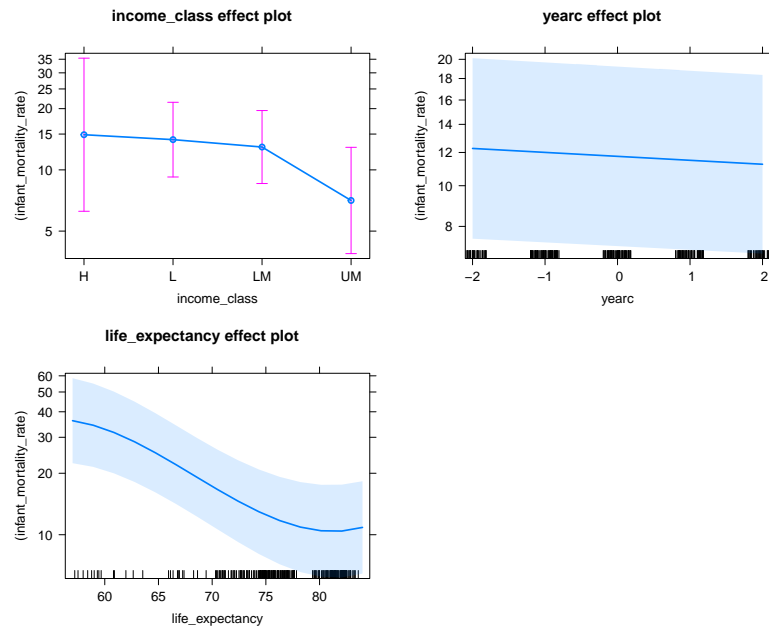 income_class effect plot
(infant_mortality_rate)
35
30
25
20
15
10
5
H L LM UM
income_class
yearc effect plot
(infant_mortality_rate)
20
18
16
14
12
10
8
−2 −1 0 1 2
yearc
life_expectancy effect plot
(infant_mortality_rate)
60
50
40
30
20
10
60 65 70 75 80
life_expectancy